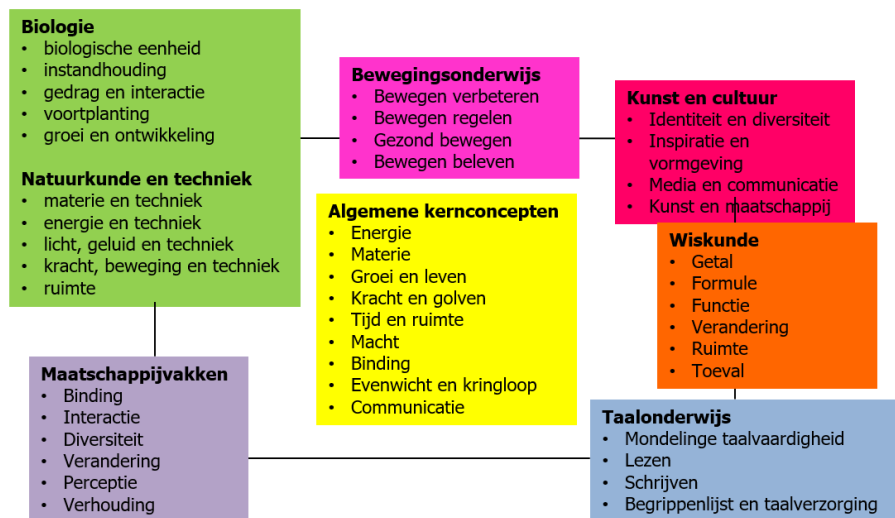 Biologie
• biologische eenheid
• instandhouding
• gedrag en interactie
• voortplanting
• groei en ontwikkeling
Natuurkunde en techniek
• materie en techniek
• energie en techniek
• licht, geluid en techniek
• kracht, beweging en techniek
• ruimte
Bewegingsonderwijs
• Bewegen verbeteren
• Bewegen regelen
• Gezond bewegen
• Bewegen beleven
Kunst en cultuur
• Identiteit en diversiteit
• Inspiratie en
vormgeving
• Media en communicatie
• Kunst en maatschappij
Algemene kernconcepten
• Energie
• Materie
• Groei en leven
• Kracht en golven
• Tijd en ruimte
• Macht
• Binding
• Evenwicht en kringloop
• Communicatie
Wiskunde
• Getal
• Formule
• Functie
• Verandering
• Ruimte
• Toeval
Maatschappijvakken
• Binding
• Interactie
• Diversiteit
• Verandering
• Perceptie
• Verhouding
Taalonderwijs
• Mondelinge taalvaardigheid
• Lezen
• Schrijven
• Begrippenlijst en taalverzorging